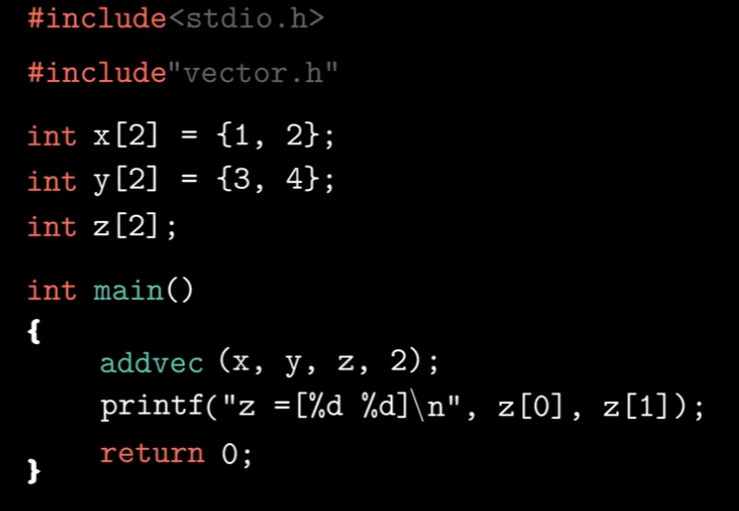 #include<stdio.h>
#include"vector.h"
int x[2] = {1, 2};
int y[2] = {3, 4};
int z[2];
int main()
{
addvec (x, y, z, 2);
printf("z =[%d %d]\n", z[0], z[1]);
return 0;
}